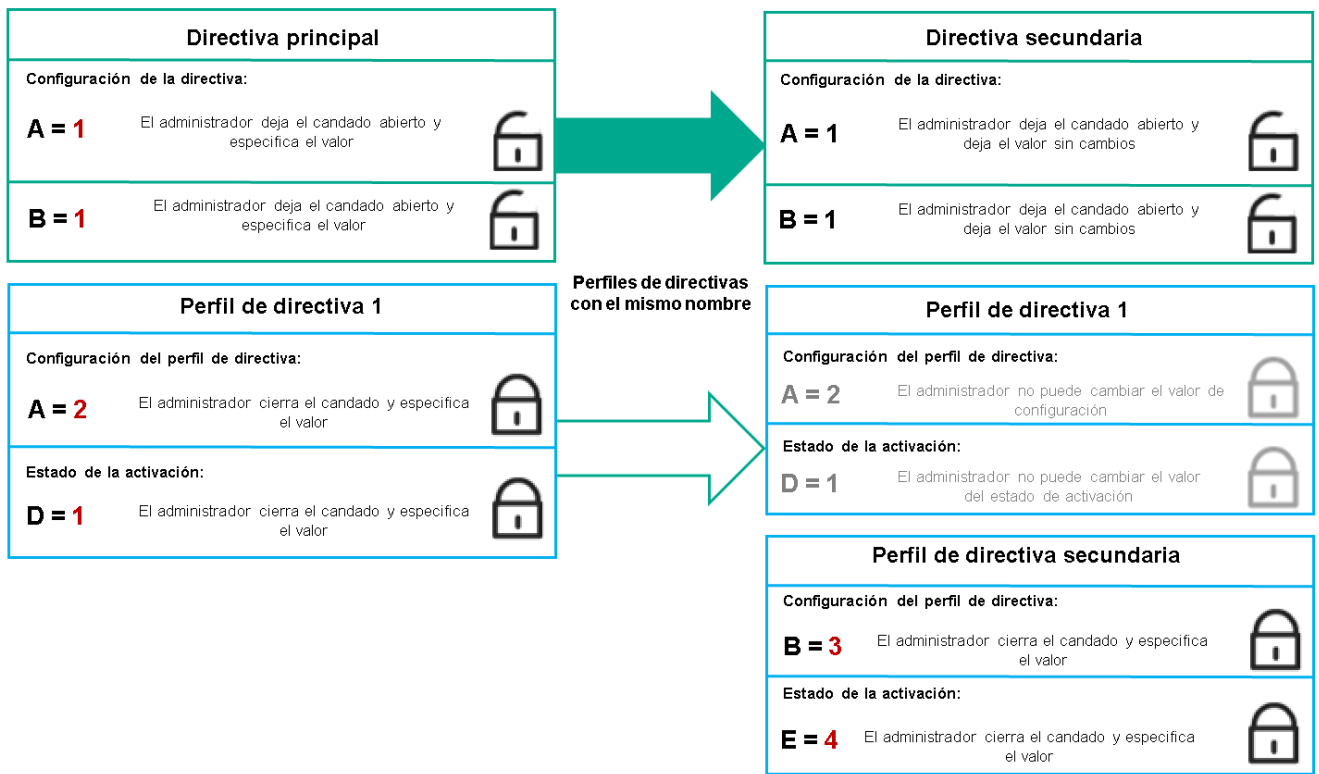 Directiva principal
Configuración de la directiva:
A = 1
El administrador deja el candado abierto y
especifica el valor
B = 1
El administrador deja el candado abierto y
especifica el valor
Directiva secundaria
Configuración de la directiva:
A = 1
El administrador deja el candado abierto y
deja el valor sin cambios
B = 1
El administrador deja el candado abierto y
deja el valor sin cambios
Perfiles de directivas
con el mismo nombre
Perfil de directiva 1
Configuración del perfil de directiva:
A = 2
El administrador cierra el candado y especifica
el valor
Estado de la activación:
D = 1
El administrador cierra el candado y especifica
el valor
Perfil de directiva 1
Configuración del perfil de directiva:
A = 2
El administrador no puede cambiar el valor de
configuración
Estado de la activación:
D = 1
El administrador no puede cambiar el valor
del estado de activación
Perfil de directiva secundaria
Configuración del perfil de directiva:
B = 3
El administrador cierra el candado y especifica
el valor
Estado de la activación:
E = 4
El administrador cierra el candado y especifica
el valor